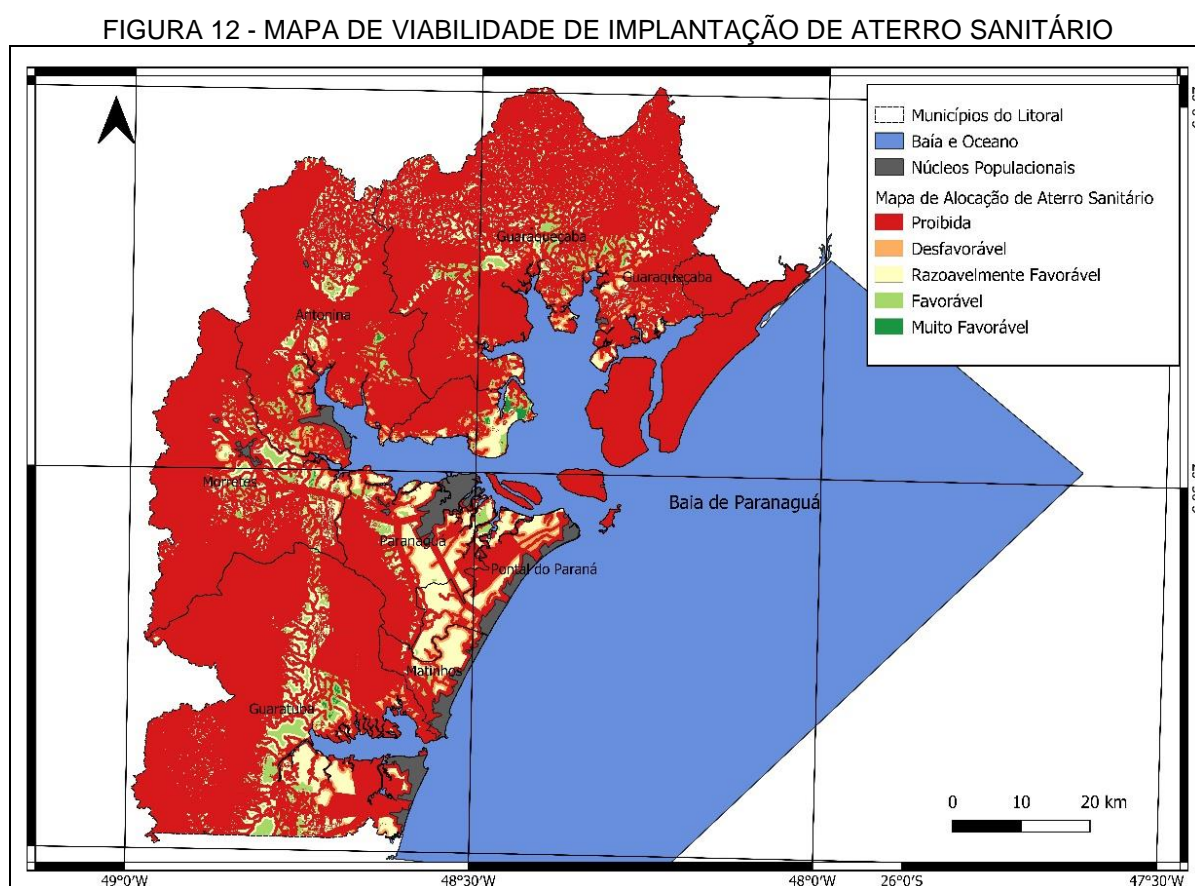 FIGURA 12 - MAPA DE VIABILIDADE DE IMPLANTAÇÃO DE ATERRO SANITÁRIO
Municípios do Litoral
Baía e Oceano
Núcleos Populacionais
Mapa de Alocação de Aterro Sanitário
Proibida
Desfavorável
Razoavelmente Favorável
Favorável
Muito Favorável
Guaraqueçaba
Guaraqueçaba
Antonina
Morretes
Baia de Paranaguá
Paranaguá
Pontal do Paraná
Matinhos
Guaratuba
0 10 20 km
49°0'W 48°30'W 48°0'W 26°0'S 47°30'W